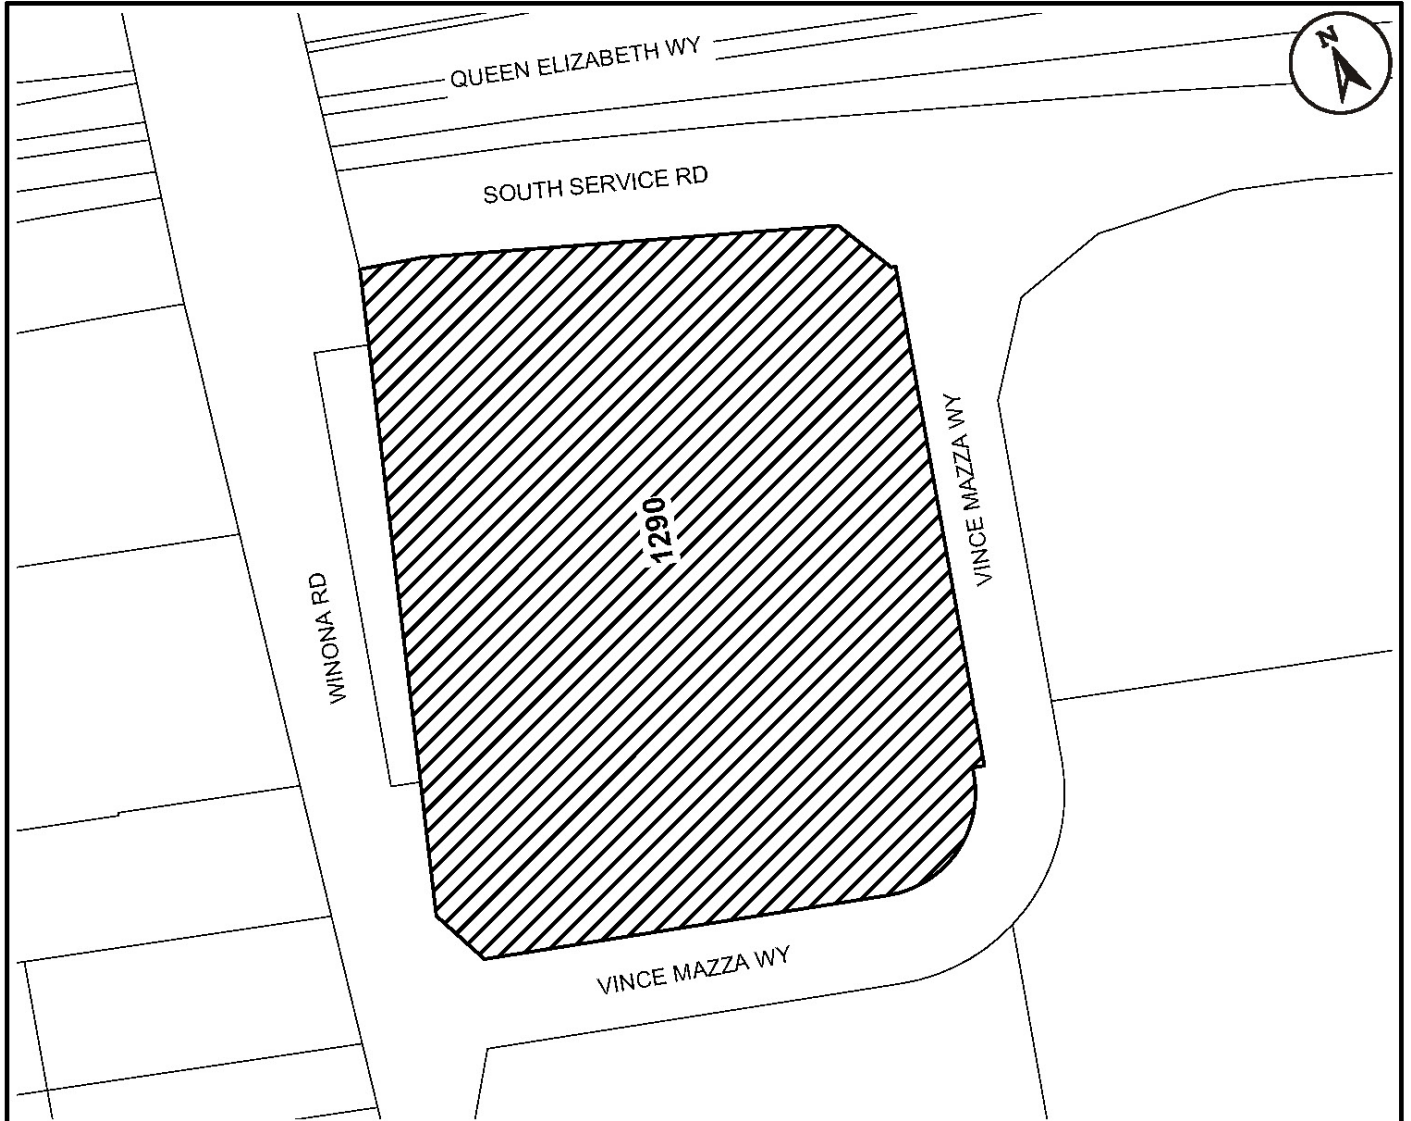 N
QUEEN ELIZABETH WY
SOUTH SERVICE RD
VINCE MAZZA WY
1290
WINONA RD
VINCE MAZZA WY